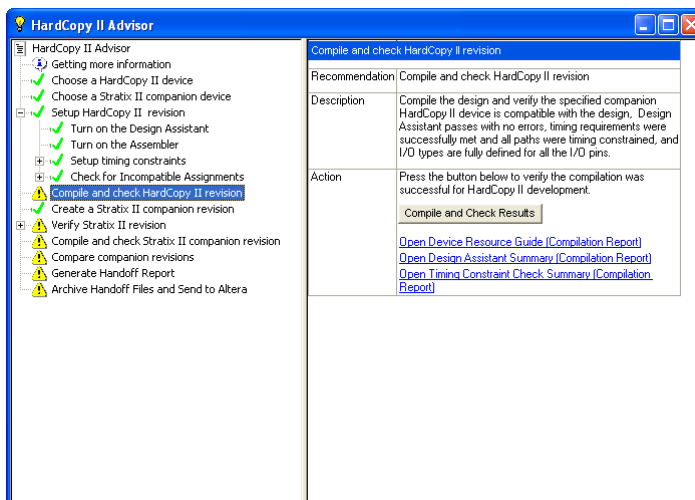 HardCopy II Advisor
HardCopy II Advisor
Getting more information
Choose a HardCopy II device
Choose a Stratix II companion device
Setup HardCopy II revision
Turn on the Design Assistant
Turn on the Assembler
Setup timing constraints
Check for Incompatible Assignments
Compile and check HardCopy II revision
Create a Stratix II companion revision
Verify Stratix II revision
Compile and check Stratix II companion revision
Compare companion revisions
Generate Handoff Report
Archive Handoff Files and Send to Altera
Compile and check HardCopy II revision
Recommendation Compile and check HardCopy II revision
Description Compile the design and verify the specified companion
HardCopy II device is compatible with the design, Design
Assistant passes with no errors, timing requirements were
successfully met and all paths were timing constrained, and
I/O types are fully defined for all the I/O pins.
Action Press the button below to verify the compilation was
successful for HardCopy II development.
Compile and Check Results
Open Device Resource Guide (Compilation Report)
Open Design Assistant Summary (Compilation Report)
Open Timing Constraint Check Summary (Compilation
Report)